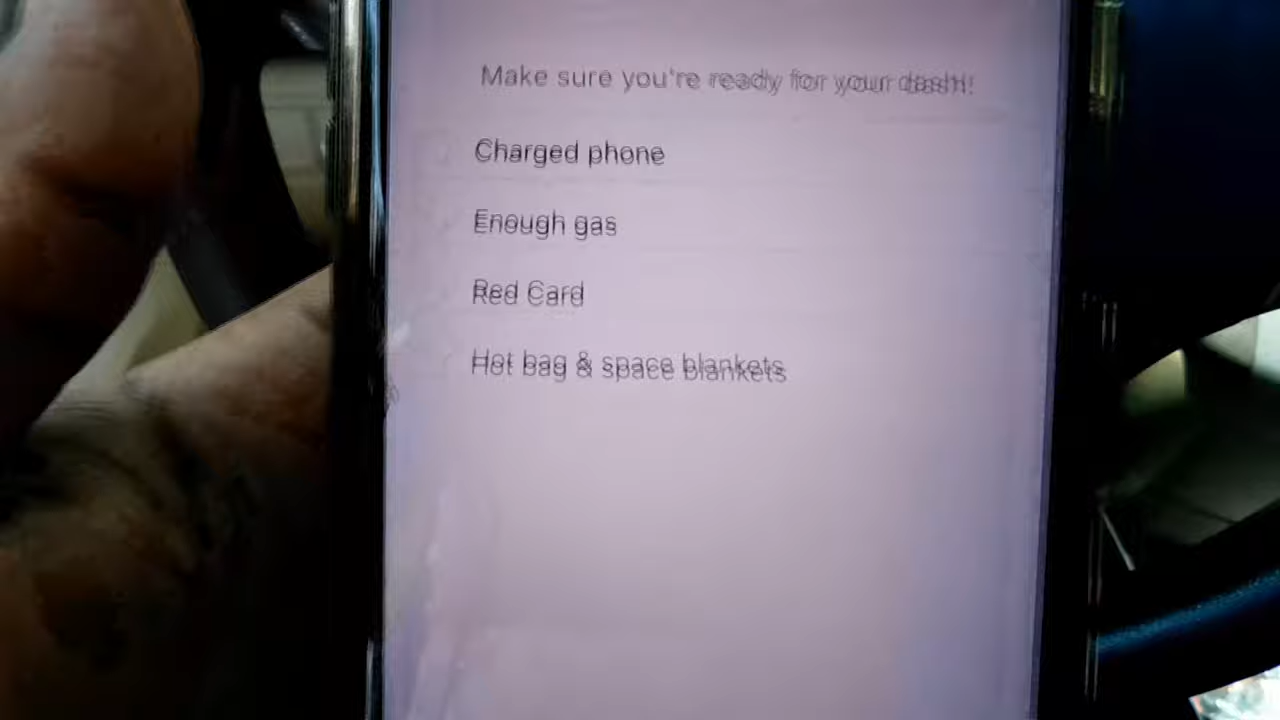 Make sure you're ready for your dash!
Charged phone
Enough gas
Red Card
Hot bag & space blankets